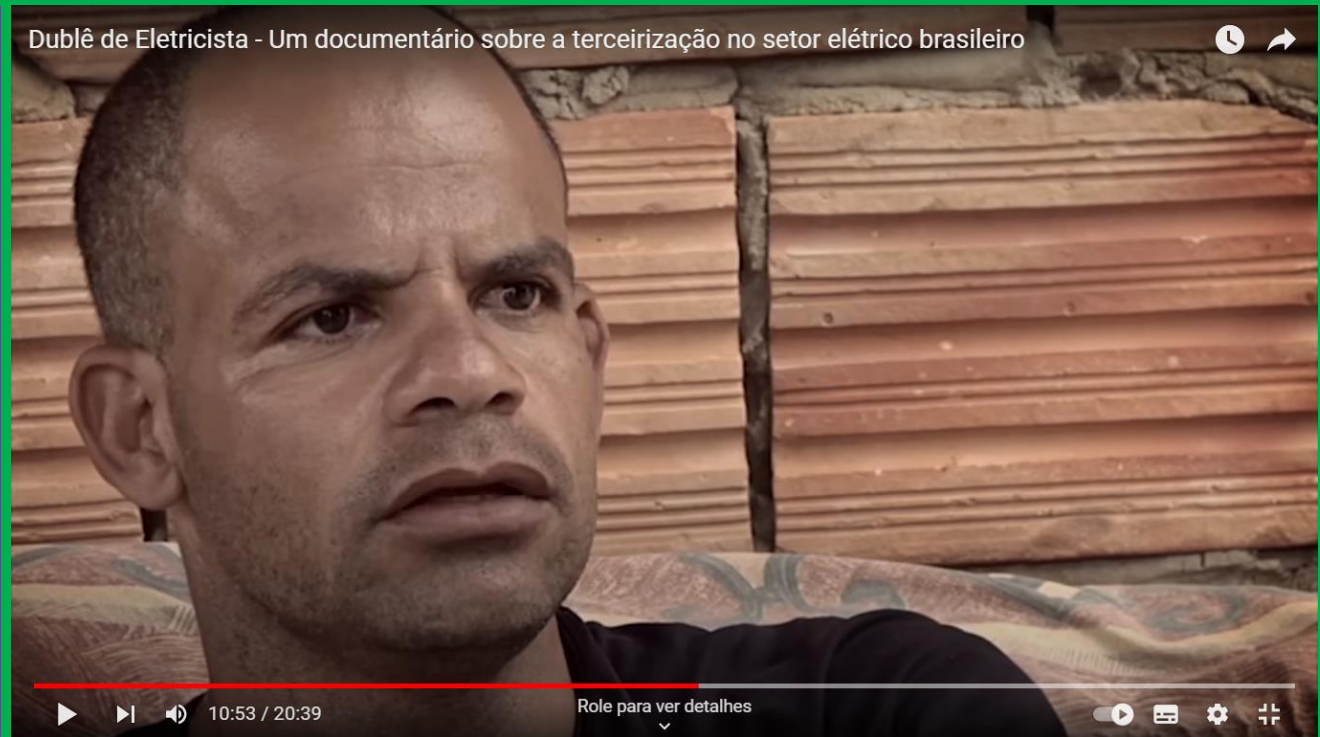 Dublê de Eletricista - Um documentário sobre a terceirização no setor elétrico brasileiro
10:53 / 20:39
Role para ver detalhes